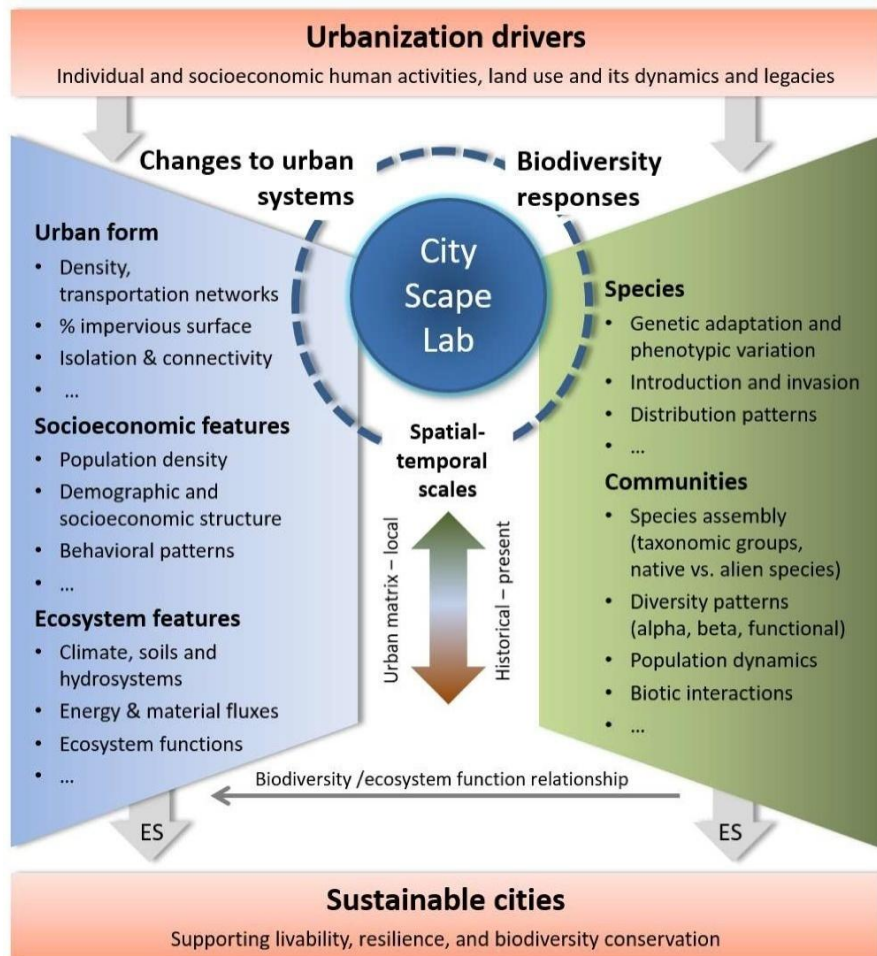 Urbanization drivers
Individual and socioeconomic human activities, land use and its dynamics and legacies
Changes to urban
systems
Biodiversity
responses
City
Scape
Lab
Urban form
• Density,
transportation networks
• % impervious surface
• Isolation & connectivity
• ...
Socioeconomic features
• Population density
• Demographic and
socioeconomic structure
• Behavioral patterns
• ...
Ecosystem features
• Climate, soils and
hydrosystems
• Energy & material fluxes
• Ecosystem functions
• ...
Spatial-
temporal
scales
Urban matrix – local
Historical – present
Species
• Genetic adaptation and
phenotypic variation
• Introduction and invasion
• Distribution patterns
• ...
Communities
• Species assembly
(taxonomic groups,
native vs. alien species)
• Diversity patterns
(alpha, beta, functional)
• Population dynamics
• Biotic interactions
• ...
Biodiversity /ecosystem function relationship
ES
ES
Sustainable cities
Supporting livability, resilience, and biodiversity conservation